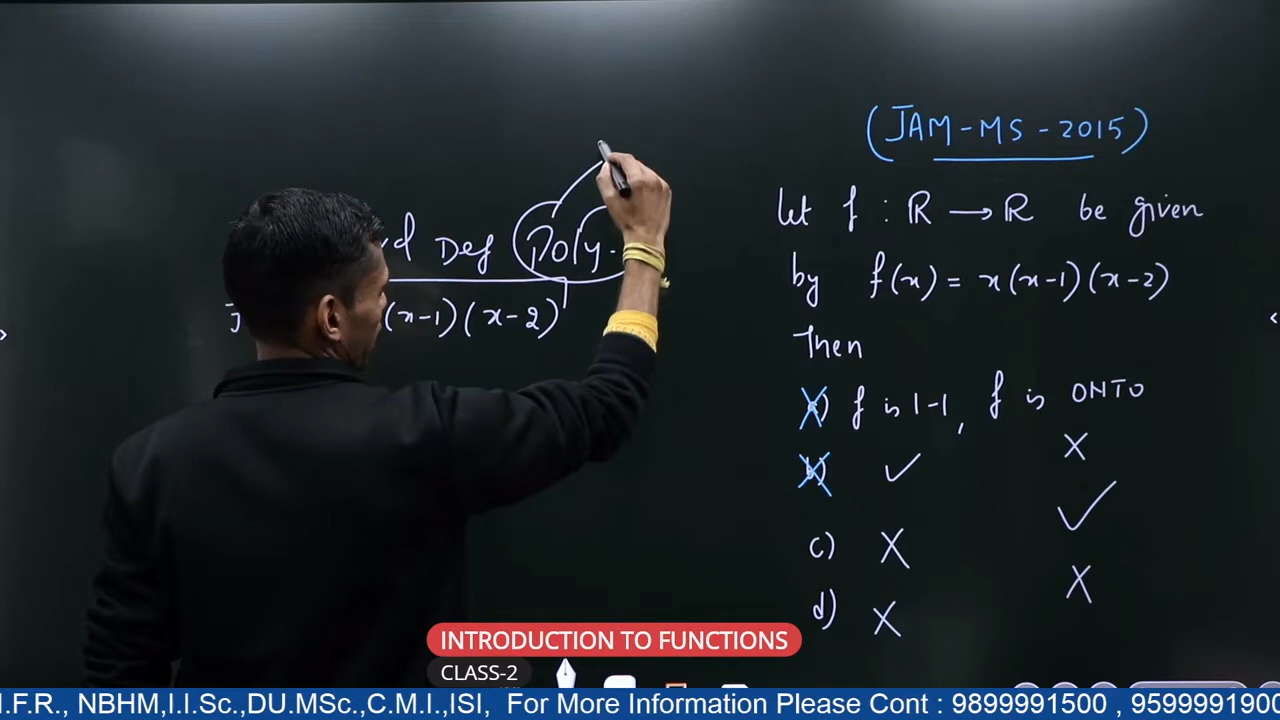 Def Poly.
(x-1)(x-2)
(JAM-MS-2015)
let f : ℝ → ℝ be given
by f(x) = x(x-1)(x-2)
Then
a) f is 1-1, f is ONTO
b) ✓ X
c) X ✓
d) X X
INTRODUCTION TO FUNCTIONS
CLASS-2
I.F.R., NBHM,I.I.Sc.,DU.MSc.,C.M.I.,ISI, For More Information Please Cont : 9899991500 , 9599991900